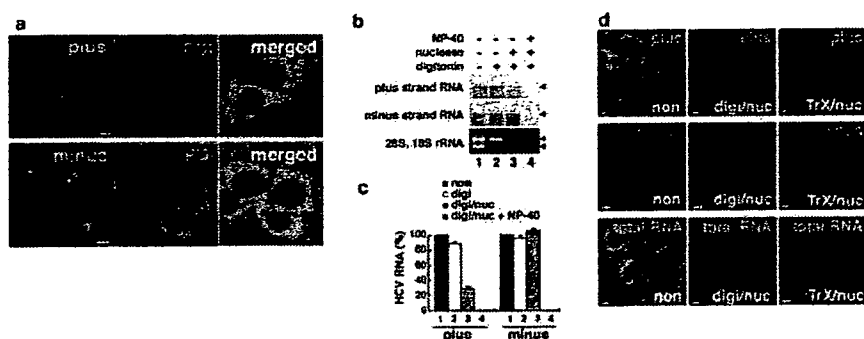 a
plus
merged
minus
merged
b
NP-40 - - - +
nuclease - - + +
digitonin - + + +
plus strand RNA
minus strand RNA
28S, 18S rRNA
1 2 3 4
c
non
digi
digi/nuc
digi/nuc + NP-40
HCV RNA (%)
100
80
60
40
20
0
1 2 3 4 1 2 3 4
plus minus
d
plus plus plus
non digi/nuc TrX/nuc
non digi/nuc TrX/nuc
total RNA total RNA total RNA
non digi/nuc TrX/nuc